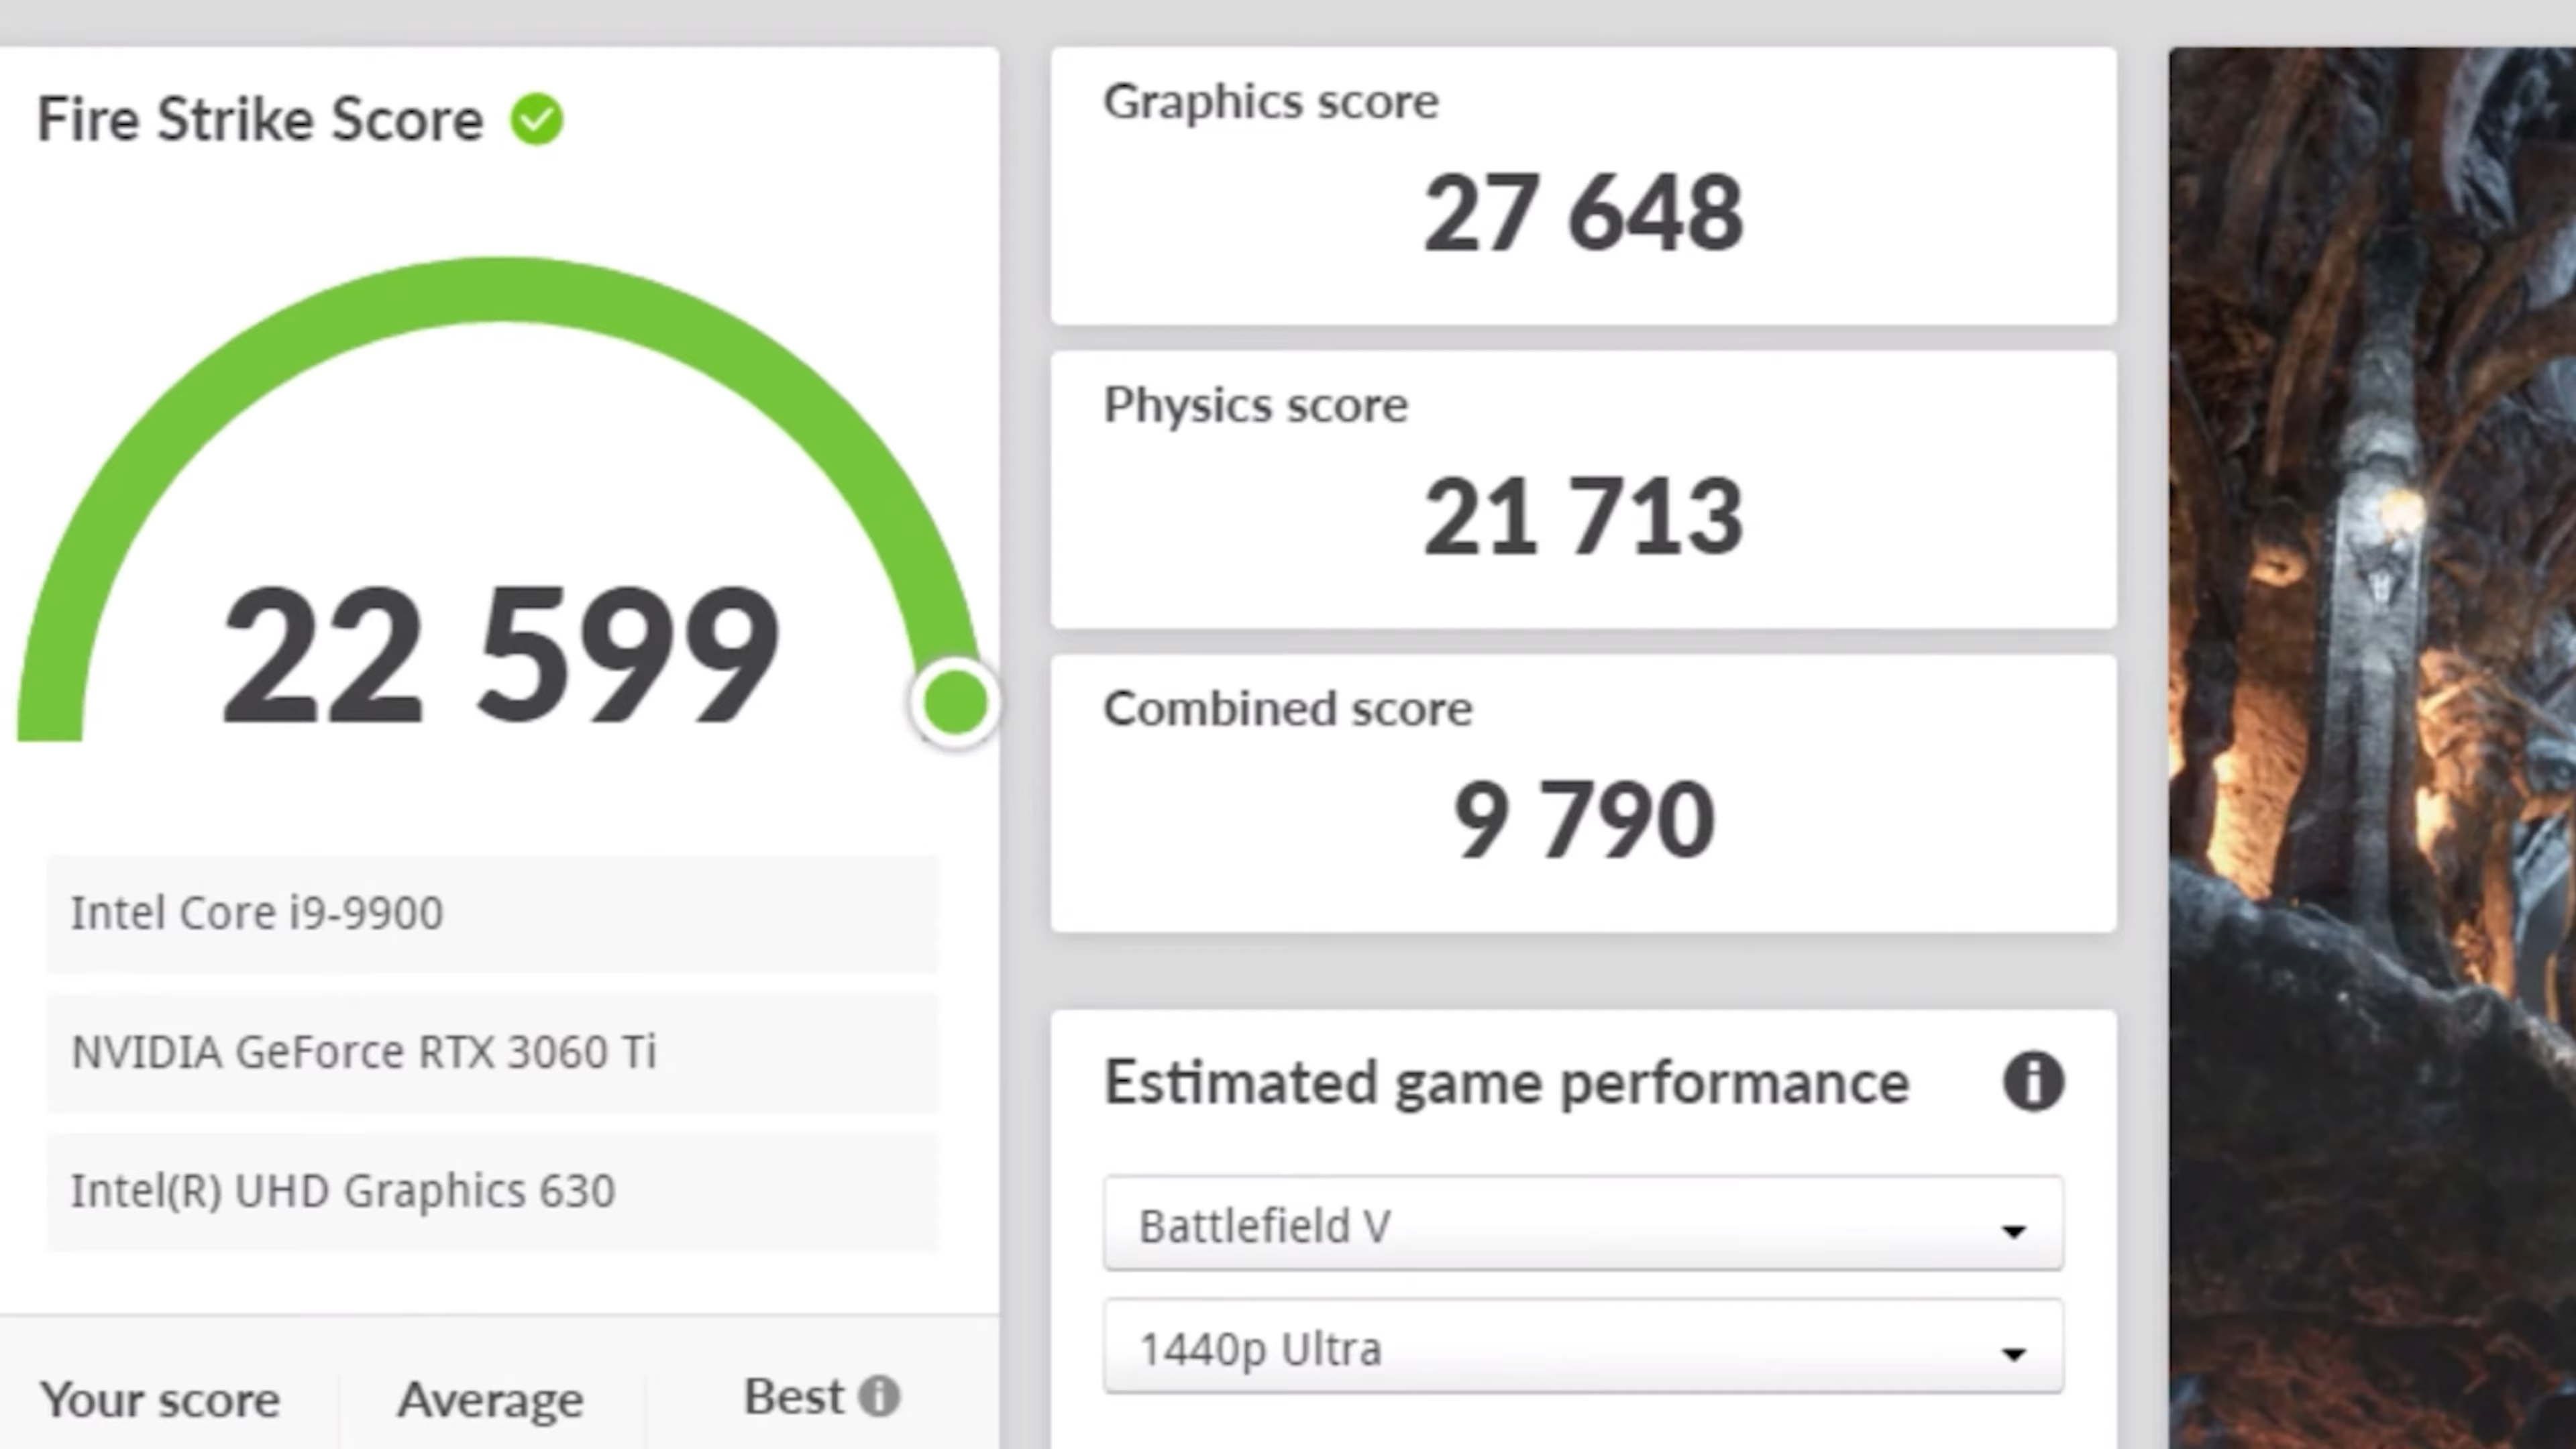 Fire Strike Score
22 599
Intel Core i9-9900
NVIDIA GeForce RTX 3060 Ti
Intel(R) UHD Graphics 630
Your score
Average
Best
Graphics score
27 648
Physics score
21 713
Combined score
9 790
Estimated game performance
Battlefield V
1440p Ultra